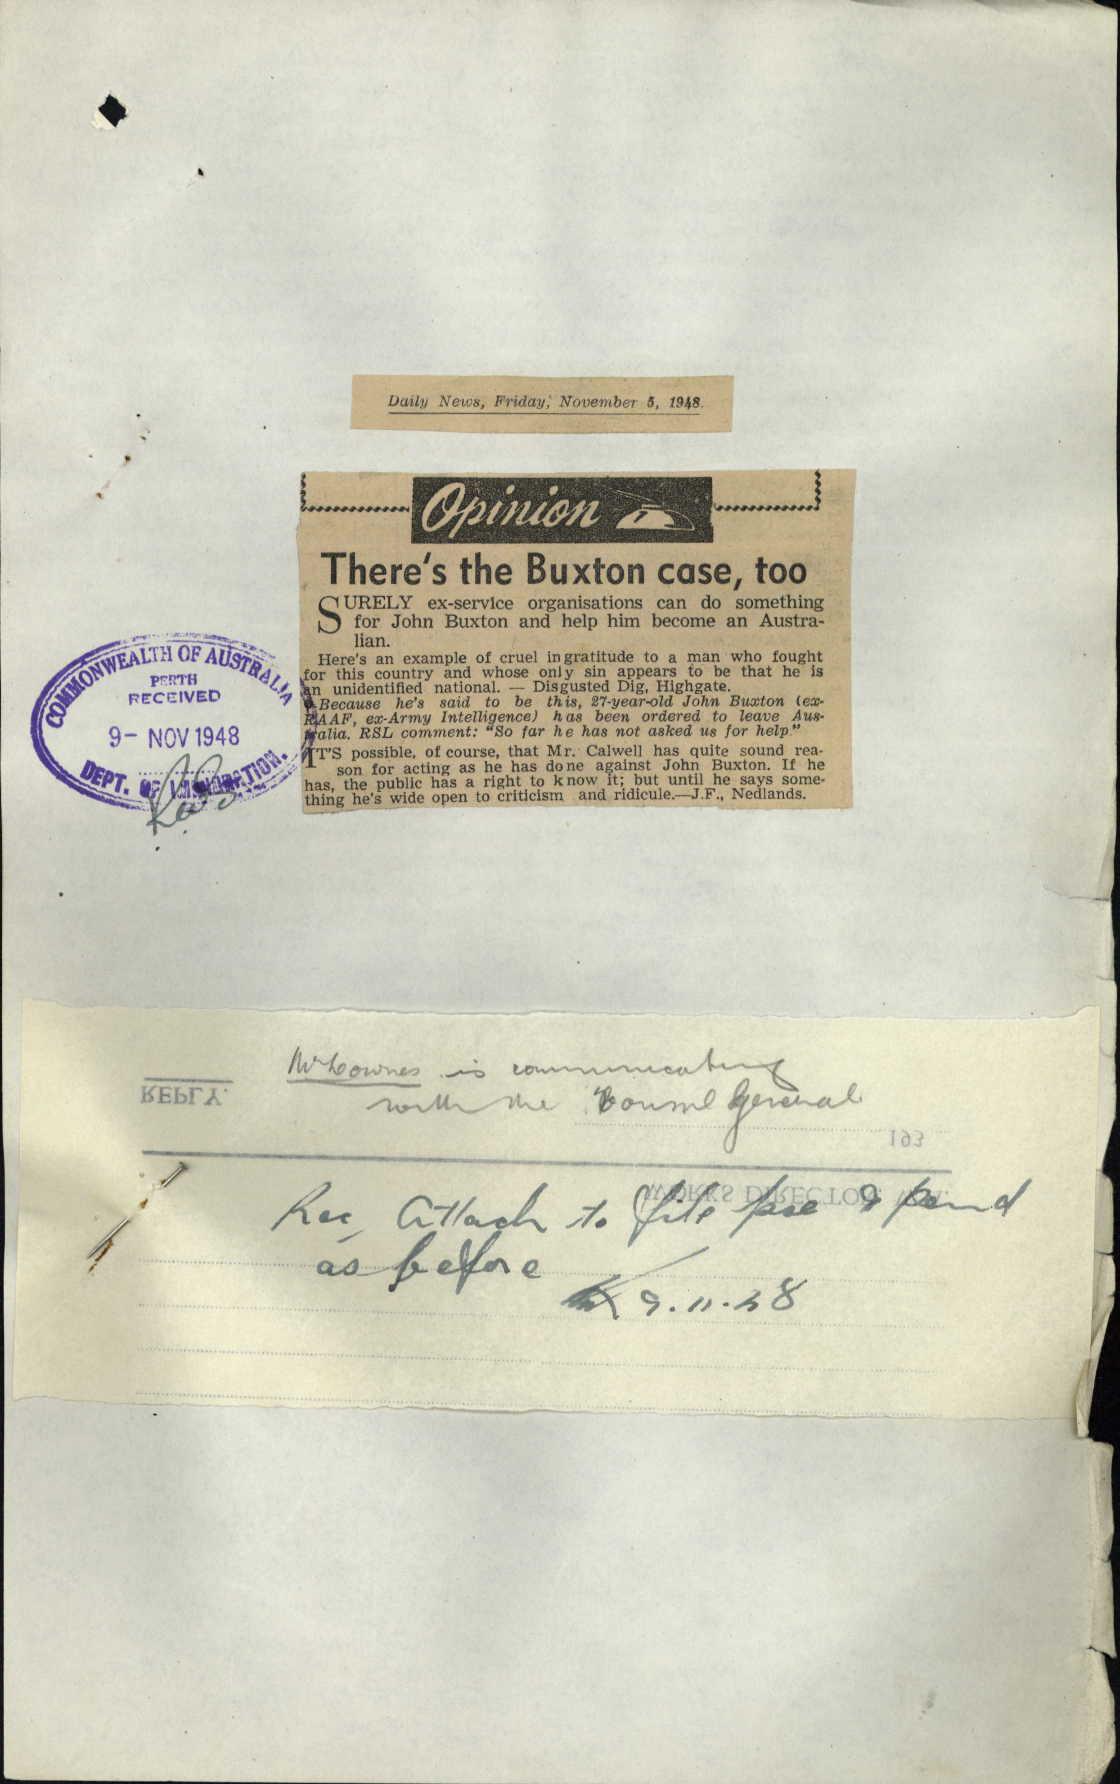 Daily News, Friday, November 5, 1948.
Opinion
There's the Buxton case, too
SURELY ex-service organisations can do something
for John Buxton and help him become an Austra-
lian.
Here's an example of cruel ingratitude to a man who fought
for this country and whose only sin appears to be that he is
an unidentified national. — Disgusted Dig, Highgate.
Because he's said to be this, 27-year-old John Buxton (ex-
RAAF, ex-Army Intelligence) has been ordered to leave Aus-
tralia. RSL comment: "So far he has not asked us for help."
IT'S possible, of course, that Mr. Calwell has quite sound rea-
son for acting as he has done against John Buxton. If he
has, the public has a right to know it; but until he says some-
thing he's wide open to criticism and ridicule.—J.F., Nedlands.
COMMONWEALTH OF AUSTRALIA
PERTH
RECEIVED
9- NOV 1948
DEPT. OF IMMIGRATION.
Mr Townes is communicating
with the Consul General
REPLY.
193
WORKS DIRECTOR
Rec Attach to file pse & pend
as before
9.11.48